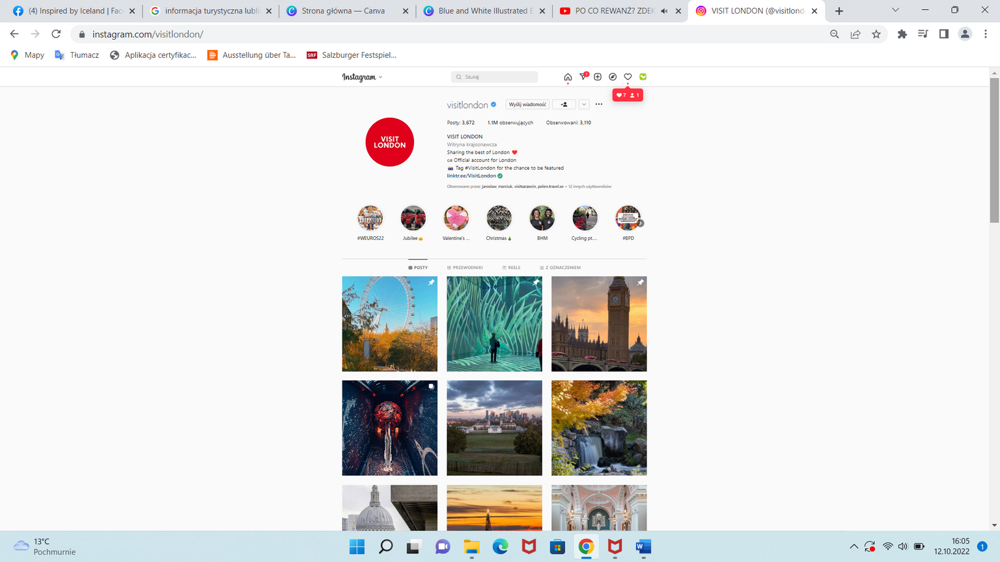 (4) Inspired by Iceland | Fac
informacja turystyczna lubli
Strona główna — Canva
Blue and White Illustrated E
PO CO REWANŻ? ZDEK
VISIT LONDON (@visitlond
instagram.com/visitlondon/
Mapy
Tłumacz
Aplikacja certyfikac...
Ausstellung über Ta...
SRF
Salzburger Festspiel...
Instagram
Szukaj
1
7 1
visitlondon
Wyślij wiadomość
Posty: 3,672
1.1M obserwujących
Obserwowani: 3,110
VISIT LONDON
VISIT LONDON
Witryna krajoznawcza
Sharing the best of London ❤️
GB Official account for London
📸 Tag #VisitLondon for the chance to be featured
linktr.ee/VisitLondon
Obserwowane przez: jaroslaw_marciuk, visitszczecin, polen.travel.se + 12 innych użytkowników
#WEUROS22
Jubilee 👑
Valentine's ...
Christmas 🎄
BHM
Cycling pt....
#BPD
POSTY
PRZEWODNIKI
REELS
Z OZNACZENIEM
13°C
Pochmurnie
16:05
12.10.2022
1